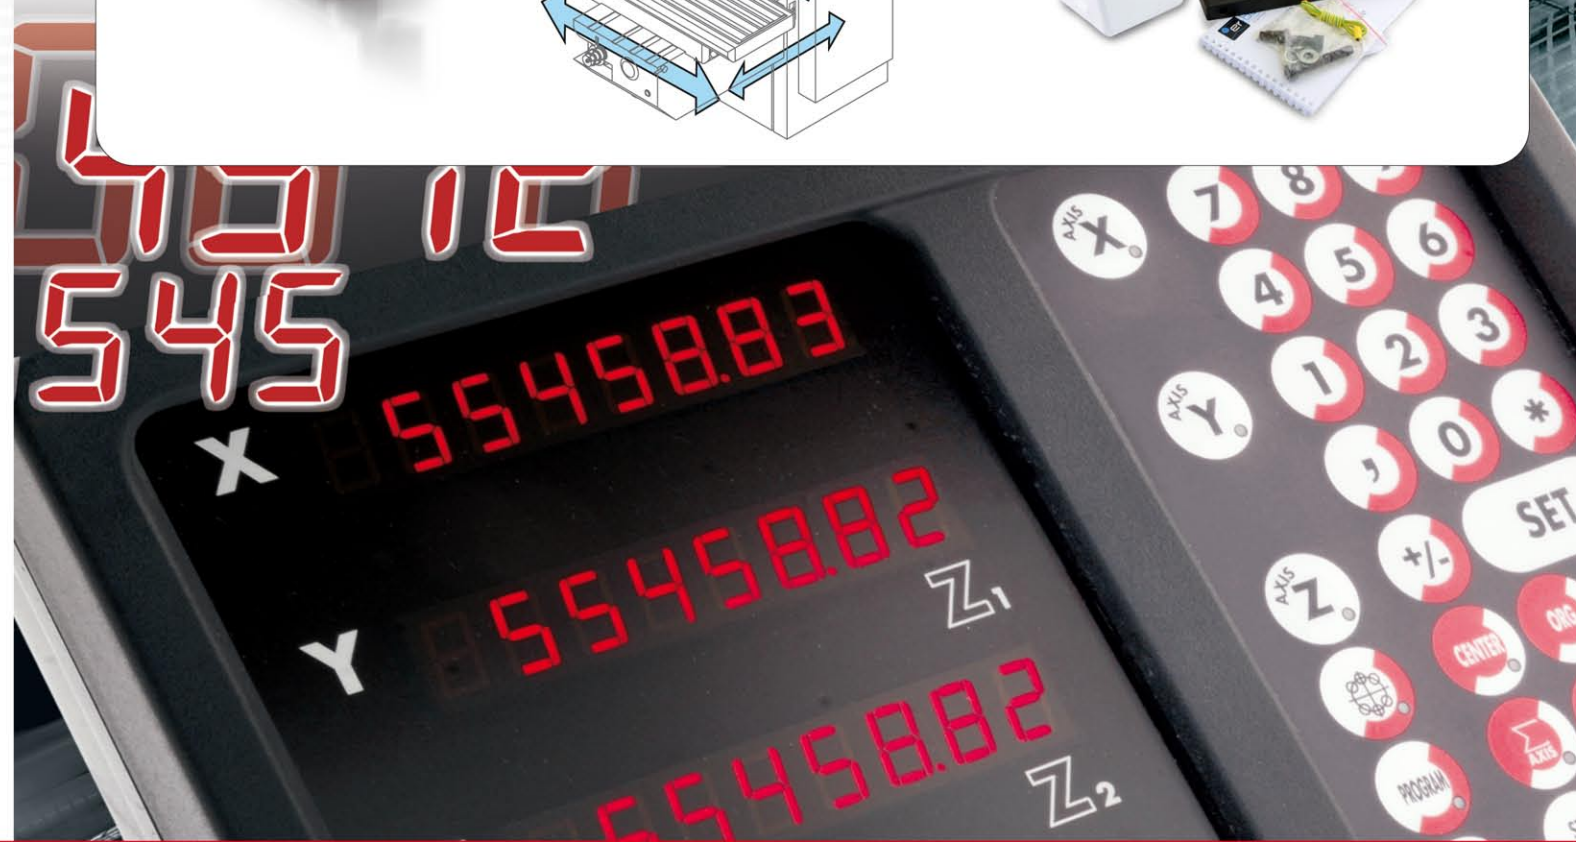 545
X 55458.83
Y 55458.82
Z1
55458.82
Z2
AXIS X
7 8
4 5 6
AXIS Y
1 2 3
, 0 *
+/- SET
AXIS Z
CENTER ORG
AXIS
PROGRAM